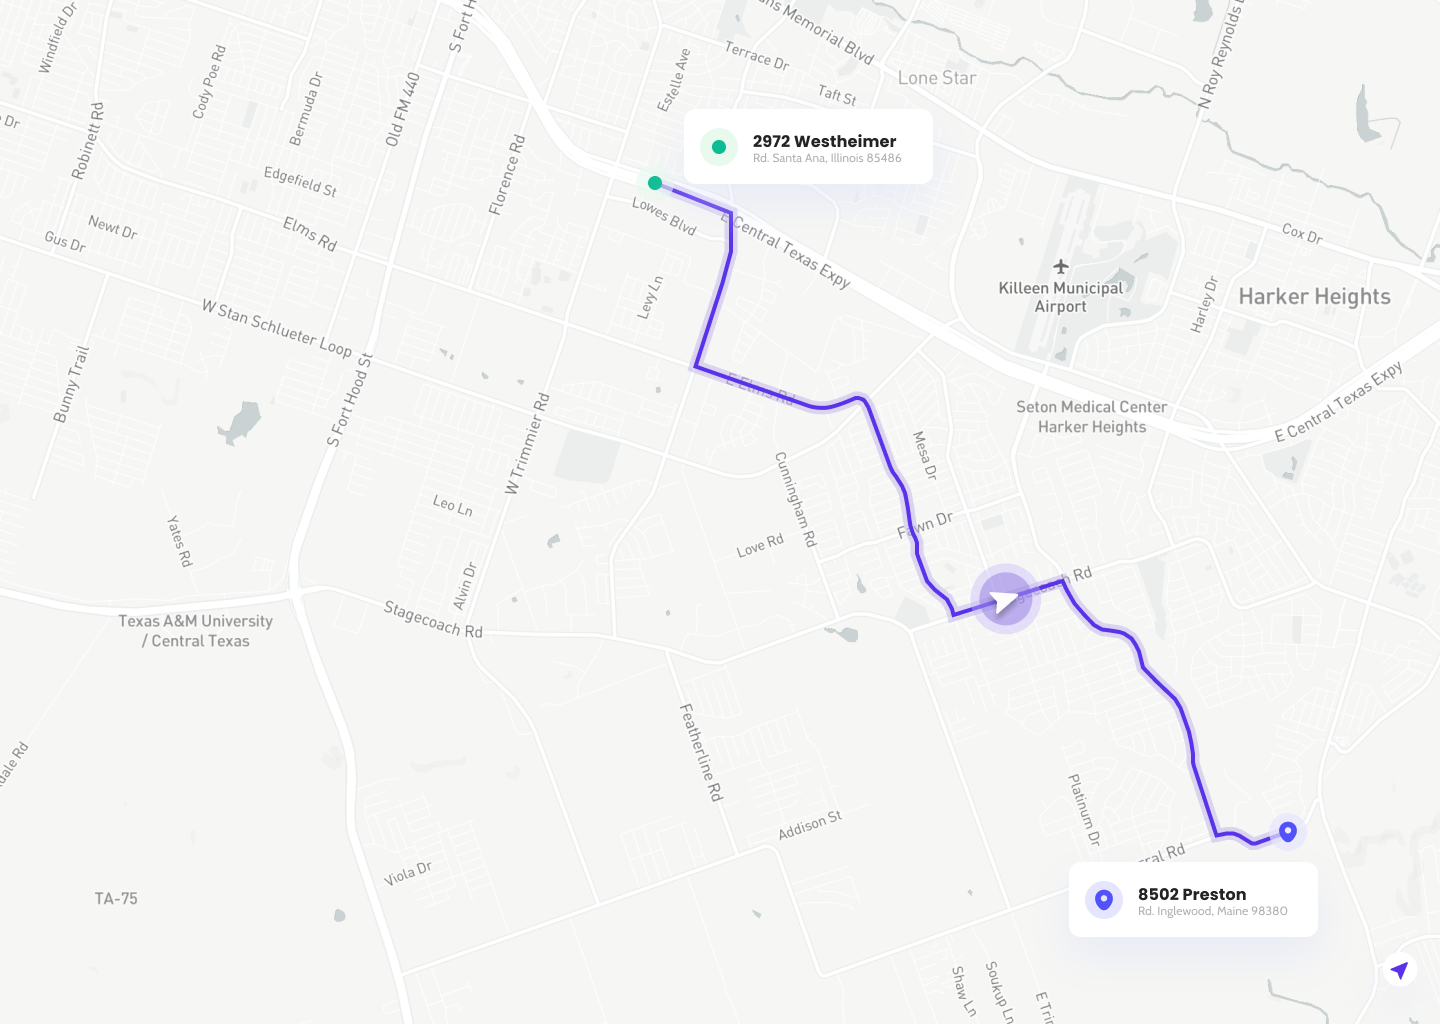 Windfield Dr
S Fort H
ns Memorial Blvd
N Roy Reynolds
Cody Poe Rd
Terrace Dr
Estelle Ave
Lone Star
Bermuda Dr
Old FM 440
Taft St
Dr
Robinett Rd
2972 Westheimer
Rd. Santa Ana, Illinois 85486
Florence Rd
Edgefield St
Lowes Blvd
Newt Dr
Elms Rd
Gus Dr
E Central Texas Expy
Cox Dr
Killeen Municipal
Airport
Harley Dr
Harker Heights
Levy Ln
W Stan Schlueter Loop
Bunny Trail
S Fort Hood St
E Elms Rd
Seton Medical Center
Harker Heights
E Central Texas Expy
W Trimmier Rd
Mesa Dr
Cunningham Rd
Leo Ln
Yates Rd
Fawn Dr
Love Rd
Alvin Dr
Rd
Texas A&M University
/ Central Texas
Stagecoach Rd
dale Rd
Featherline Rd
Platinum Dr
Addison St
ral Rd
Viola Dr
TA-75
8502 Preston
Rd. Inglewood, Maine 98380
Shaw Ln
Soukup Ln
E Tri